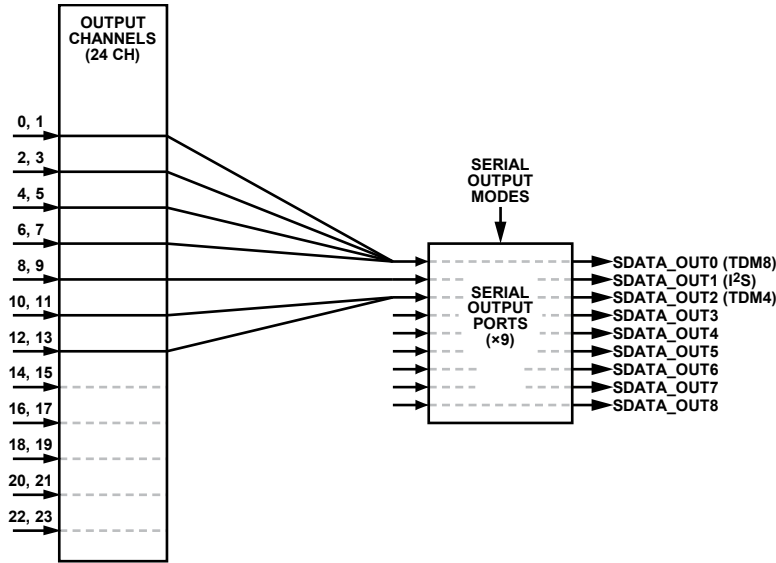 OUTPUT
CHANNELS
(24 CH)
0, 1
2, 3
4, 5
6, 7
8, 9
10, 11
12, 13
14, 15
16, 17
18, 19
20, 21
22, 23
SERIAL
OUTPUT
MODES
SERIAL
OUTPUT
PORTS
(×9)
SDATA_OUT0 (TDM8)
SDATA_OUT1 (I²S)
SDATA_OUT2 (TDM4)
SDATA_OUT3
SDATA_OUT4
SDATA_OUT5
SDATA_OUT6
SDATA_OUT7
SDATA_OUT8